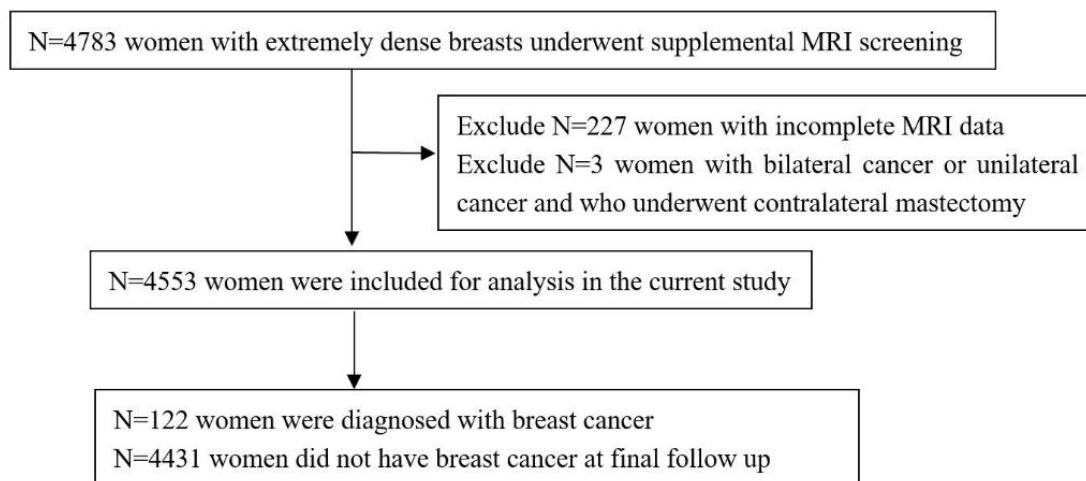 N=4783 women with extremely dense breasts underwent supplemental MRI screening
Exclude N=227 women with incomplete MRI data
Exclude N=3 women with bilateral cancer or unilateral
cancer and who underwent contralateral mastectomy
N=4553 women were included for analysis in the current study
N=122 women were diagnosed with breast cancer
N=4431 women did not have breast cancer at final follow up